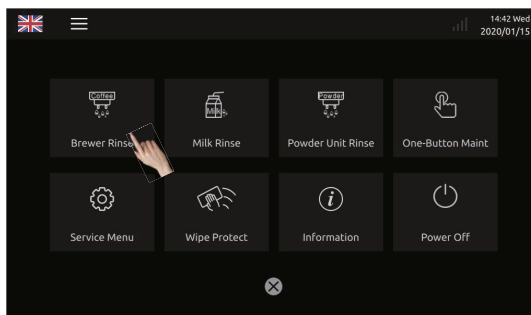 14:42 Wed
2020/01/15
Coffee
Milk
Powder
Brewer Rinse
Milk Rinse
Powder Unit Rinse
One-Button Maint
i
Service Menu
Wipe Protect
Information
Power Off